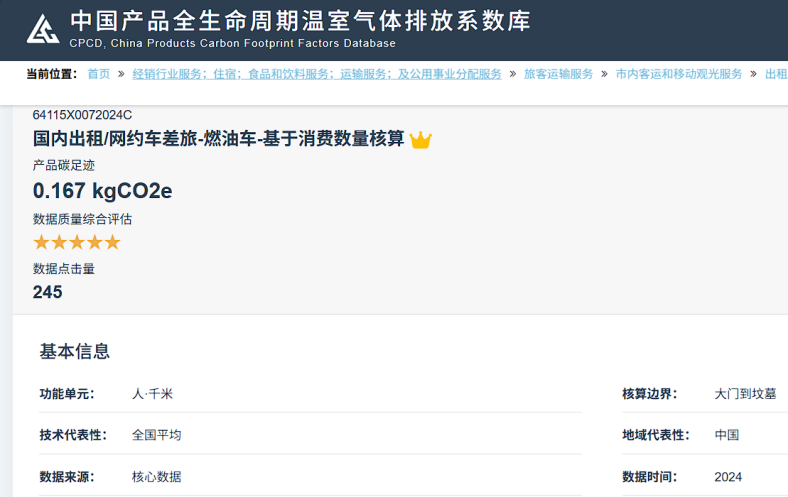 中国产品全生命周期温室气体排放系数库
CPCD, China Products Carbon Footprint Factors Database
当前位置： 首页 » 经销行业服务；住宿；食品和饮料服务；运输服务；及公用事业分配服务 » 旅客运输服务 » 市内客运和移动观光服务 » 出租
64115X0072024C
国内出租/网约车差旅-燃油车-基于消费数量核算
产品碳足迹
0.167 kgCO2e
数据质量综合评估
数据点击量
245
基本信息
功能单元： 人·千米 核算边界： 大门到坟墓
技术代表性： 全国平均 地域代表性： 中国
数据来源： 核心数据 数据时间： 2024